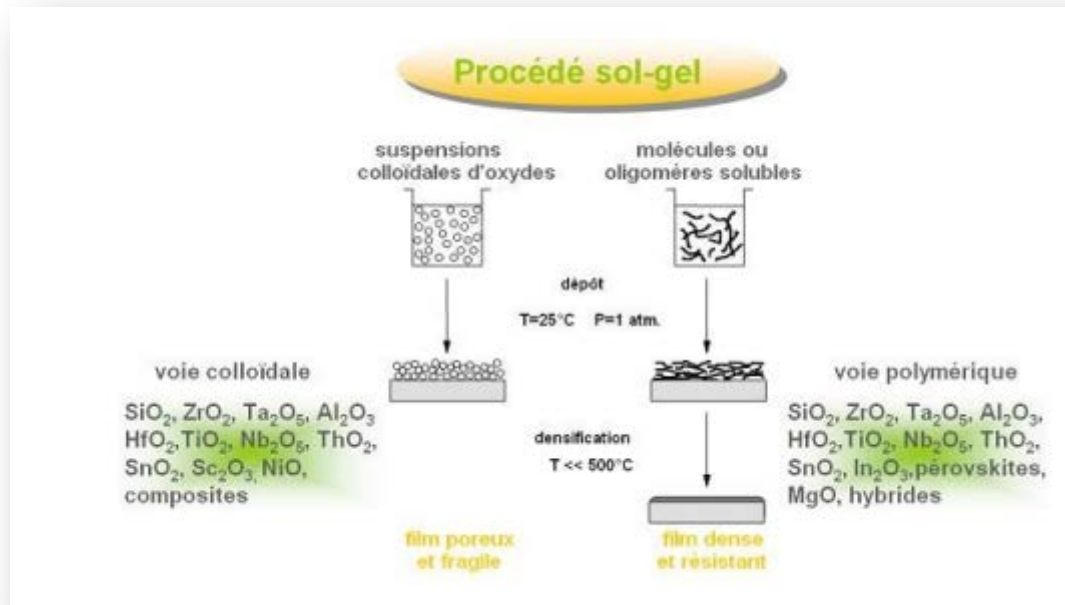 Procédé sol-gel
suspensions
colloïdales d'oxydes
molécules ou
oligomères solubles
dépôt
T=25°C P=1 atm.
voie colloïdale
SiO₂, ZrO₂, Ta₂O₅, Al₂O₃
HfO₂,TiO₂, Nb₂O₅, ThO₂,
SnO₂, Sc₂O₃, NiO,
composites
voie polymérique
SiO₂, ZrO₂, Ta₂O₅, Al₂O₃,
HfO₂,TiO₂, Nb₂O₅, ThO₂,
SnO₂, In₂O₃,pérovskites,
MgO, hybrides
densification
T << 500°C
film poreux
et fragile
film dense
et résistant